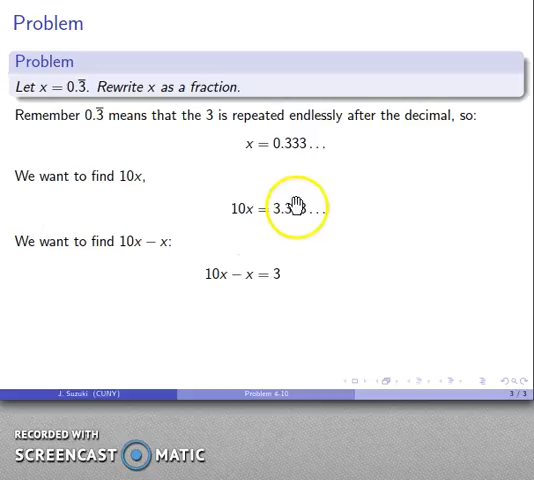 Problem
Problem
Let x = 0.3̅. Rewrite x as a fraction.
Remember 0.3̅ means that the 3 is repeated endlessly after the decimal, so:
x = 0.333...
We want to find 10x,
10x = 3.333...
We want to find 10x − x:
10x − x = 3
J. Suzuki (CUNY)
Problem 6.10
3 / 3
RECORDED WITH
SCREENCAST MATIC